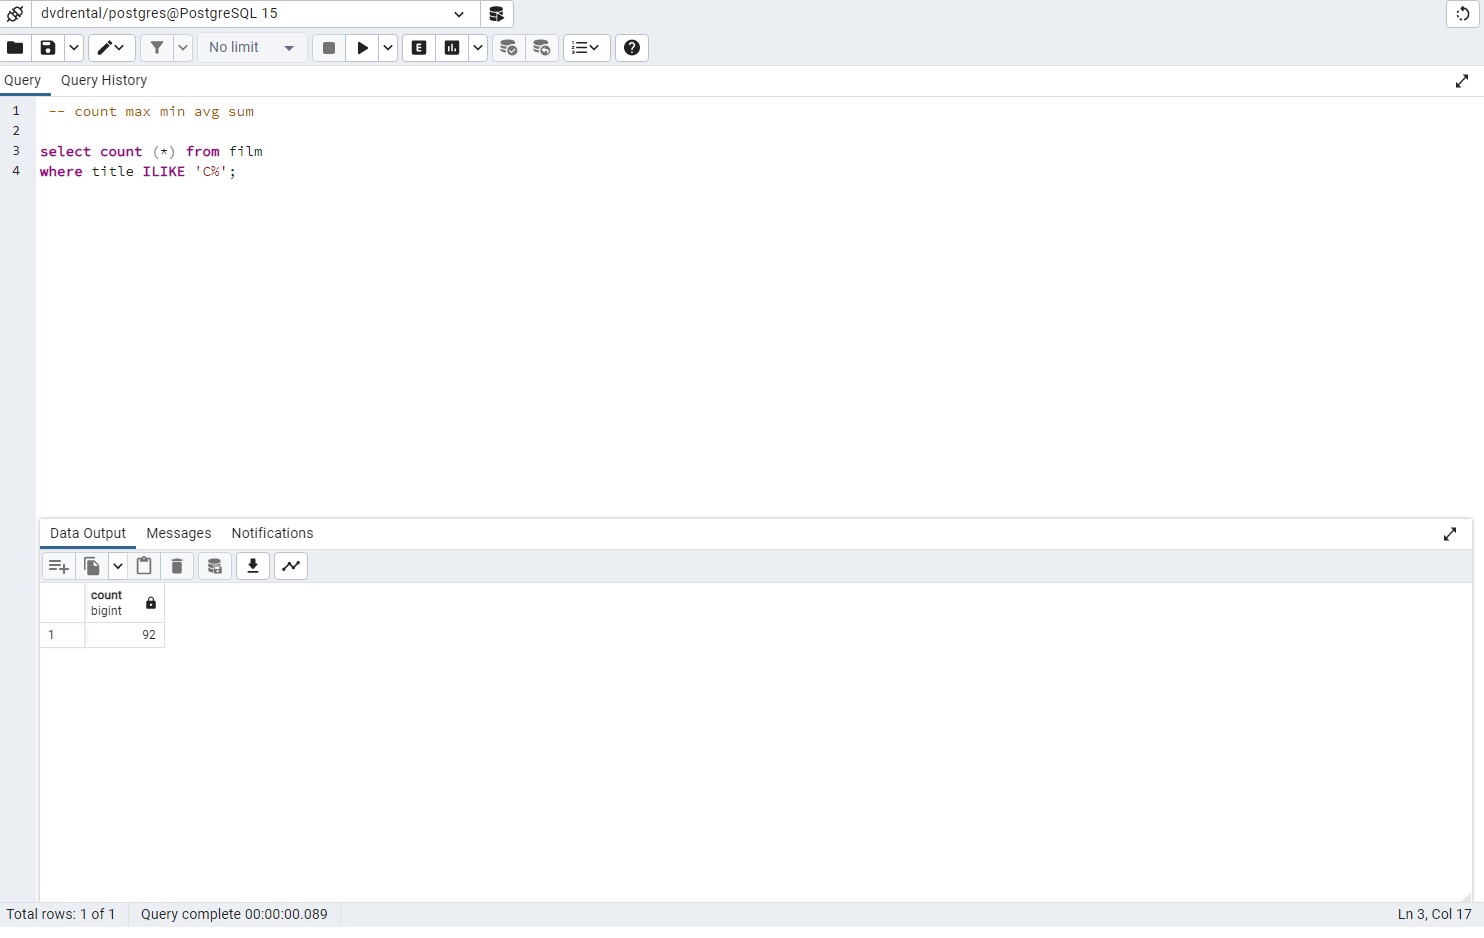 dvdrental/postgres@PostgreSQL 15
No limit
E
Query Query History
1 -- count max min avg sum
2
3 select count (*) from film
4 where title ILIKE 'C%';
Data Output Messages Notifications
count
bigint
1 92
Total rows: 1 of 1 Query complete 00:00:00.089 Ln 3, Col 17